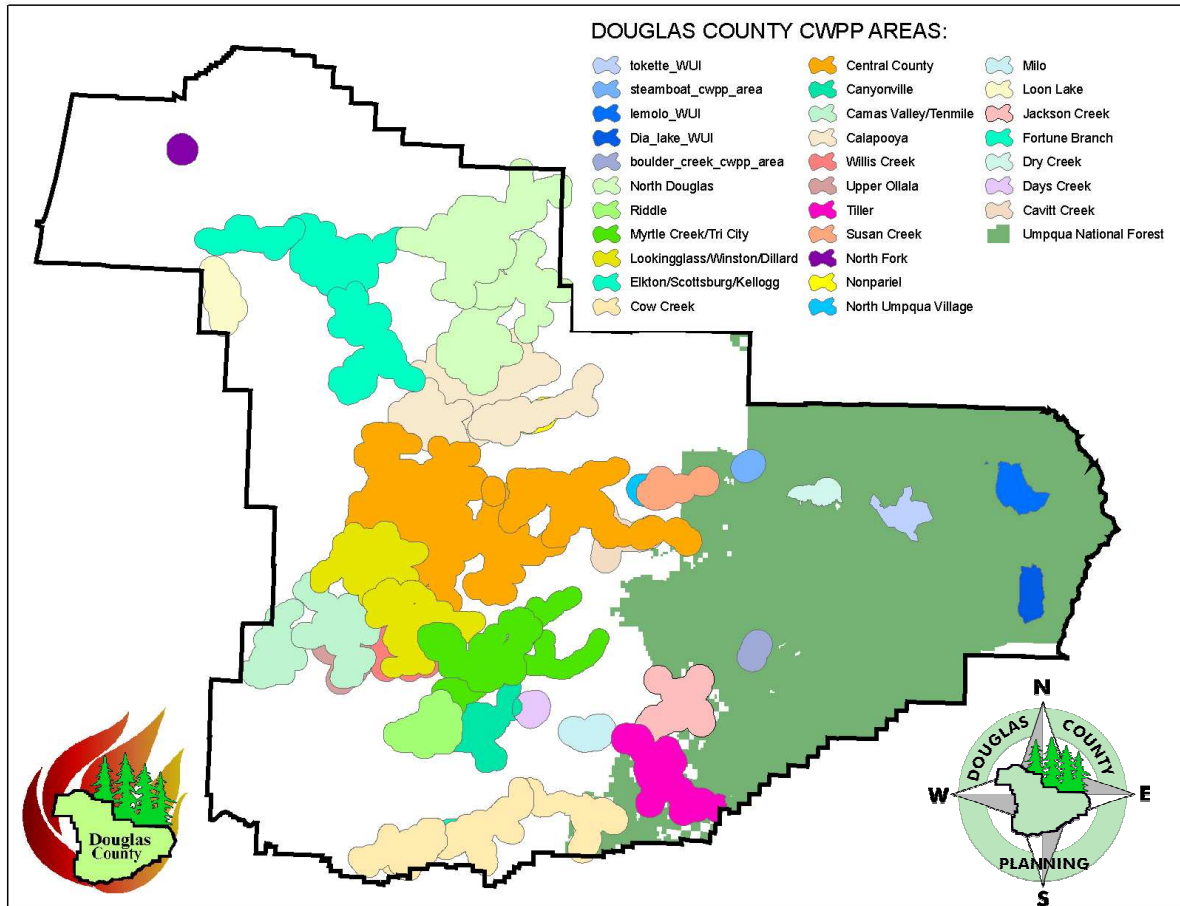 DOUGLAS COUNTY CWPP AREAS:
tokette_WUI
steamboat_cwpp_area
lemolo_WUI
Dia_lake_WUI
boulder_creek_cwpp_area
North Douglas
Riddle
Myrtle Creek/Tri City
Lookingglass/Winston/Dillard
Elkton/Scottsburg/Kellogg
Cow Creek
Central County
Canyonville
Camas Valley/Tenmile
Calapooya
Willis Creek
Upper Ollala
Tiller
Susan Creek
North Fork
Nonpariel
North Umpqua Village
Milo
Loon Lake
Jackson Creek
Fortune Branch
Dry Creek
Days Creek
Cavitt Creek
Umpqua National Forest
Douglas
County
N
DOUGLAS COUNTY
W
E
PLANNING
S